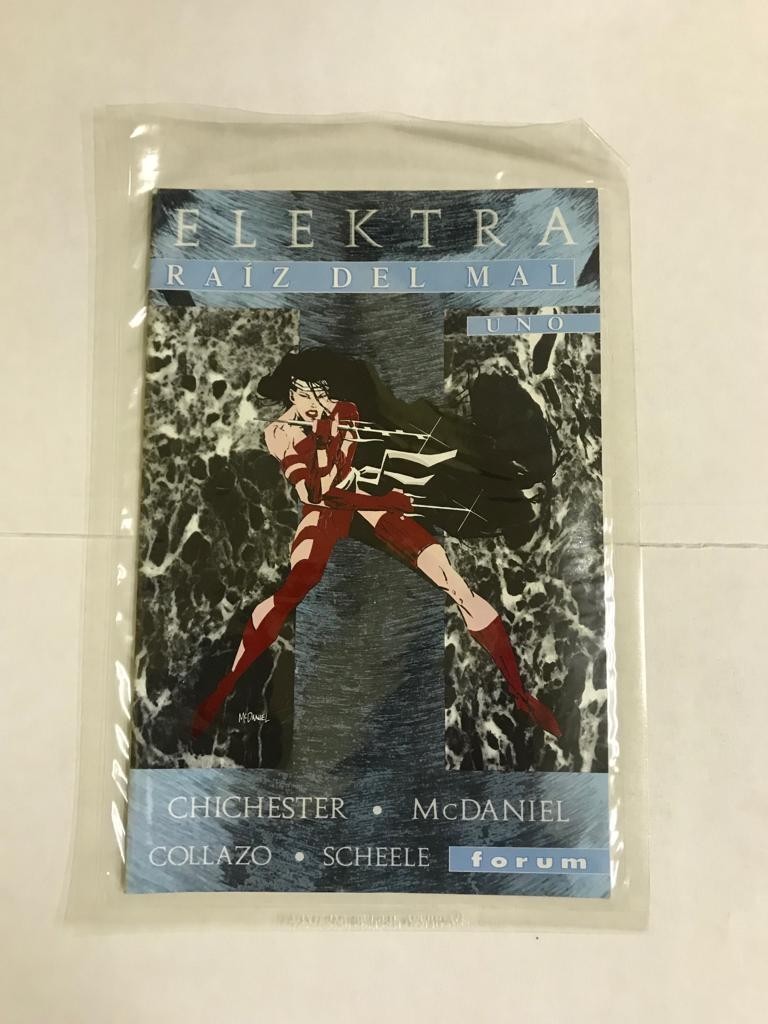 ELEKTRA
RAÍZ DEL MAL
UNO
McDANIEL
CHICHESTER • McDANIEL
COLLAZO • SCHEELE forum